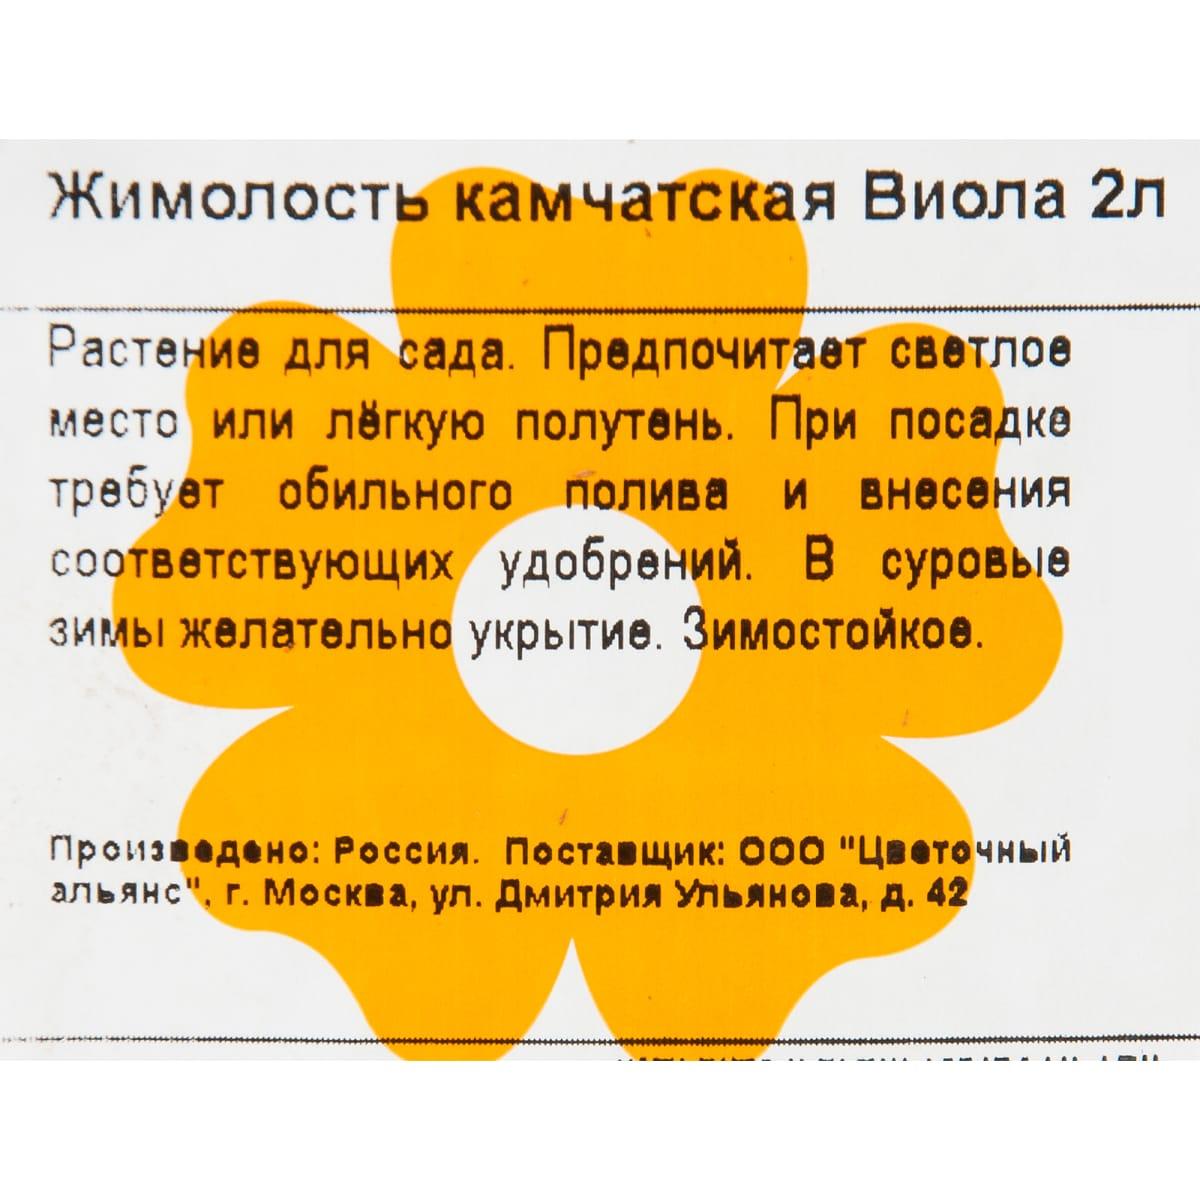 Жимолость камчатская Виола 2л
Растение для сада. Предпочитает светлое
место или лёгкую полутень. При посадке
требует обильного полива и внесения
соответствующих удобрений. В суровые
зимы желательно укрытие. Зимостойкое.
Произведено: Россия. Поставщик: ООО "Цветочный
альянс", г. Москва, ул. Дмитрия Ульянова, д. 42